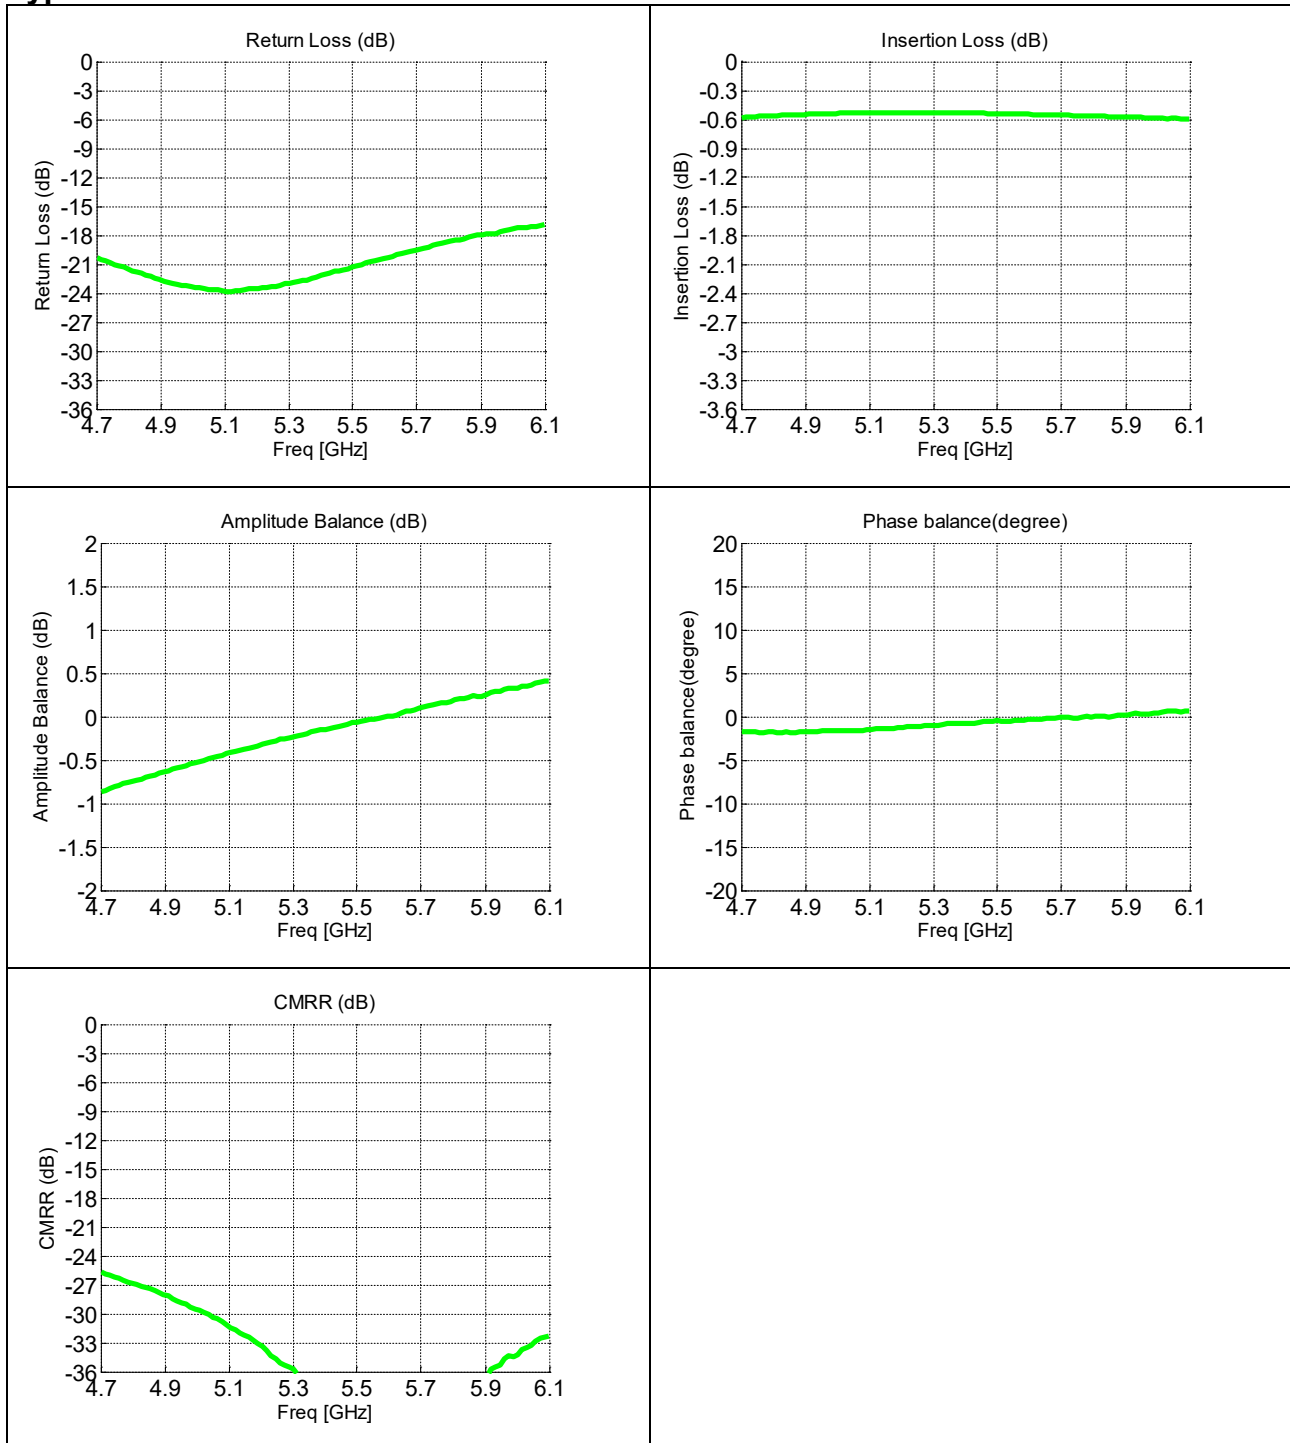 Return Loss (dB)
0
-3
-6
-9
-12
-15
-18
-21
-24
-27
-30
-33
-36
Return Loss (dB)
4.7 4.9 5.1 5.3 5.5 5.7 5.9 6.1
Freq [GHz]
Insertion Loss (dB)
0
-0.3
-0.6
-0.9
-1.2
-1.5
-1.8
-2.1
-2.4
-2.7
-3
-3.3
-3.6
Insertion Loss (dB)
4.7 4.9 5.1 5.3 5.5 5.7 5.9 6.1
Freq [GHz]
Amplitude Balance (dB)
2
1.5
1
0.5
0
-0.5
-1
-1.5
-2
Amplitude Balance (dB)
4.7 4.9 5.1 5.3 5.5 5.7 5.9 6.1
Freq [GHz]
Phase balance(degree)
20
15
10
5
0
-5
-10
-15
-20
Phase balance(degree)
4.7 4.9 5.1 5.3 5.5 5.7 5.9 6.1
Freq [GHz]
CMRR (dB)
0
-3
-6
-9
-12
-15
-18
-21
-24
-27
-30
-33
-36
CMRR (dB)
4.7 4.9 5.1 5.3 5.5 5.7 5.9 6.1
Freq [GHz]